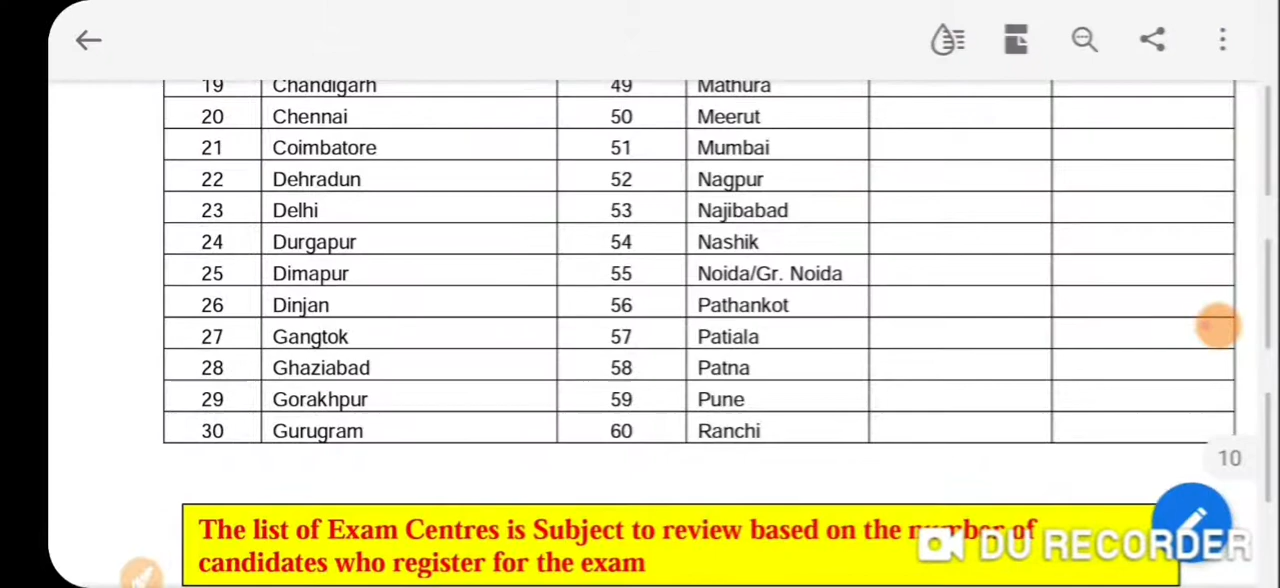 19 Chandigarh 49 Mathura
20 Chennai 50 Meerut
21 Coimbatore 51 Mumbai
22 Dehradun 52 Nagpur
23 Delhi 53 Najibabad
24 Durgapur 54 Nashik
25 Dimapur 55 Noida/Gr. Noida
26 Dinjan 56 Pathankot
27 Gangtok 57 Patiala
28 Ghaziabad 58 Patna
29 Gorakhpur 59 Pune
30 Gurugram 60 Ranchi
10
The list of Exam Centres is Subject to review based on the number of
candidates who register for the exam
DU RECORDER